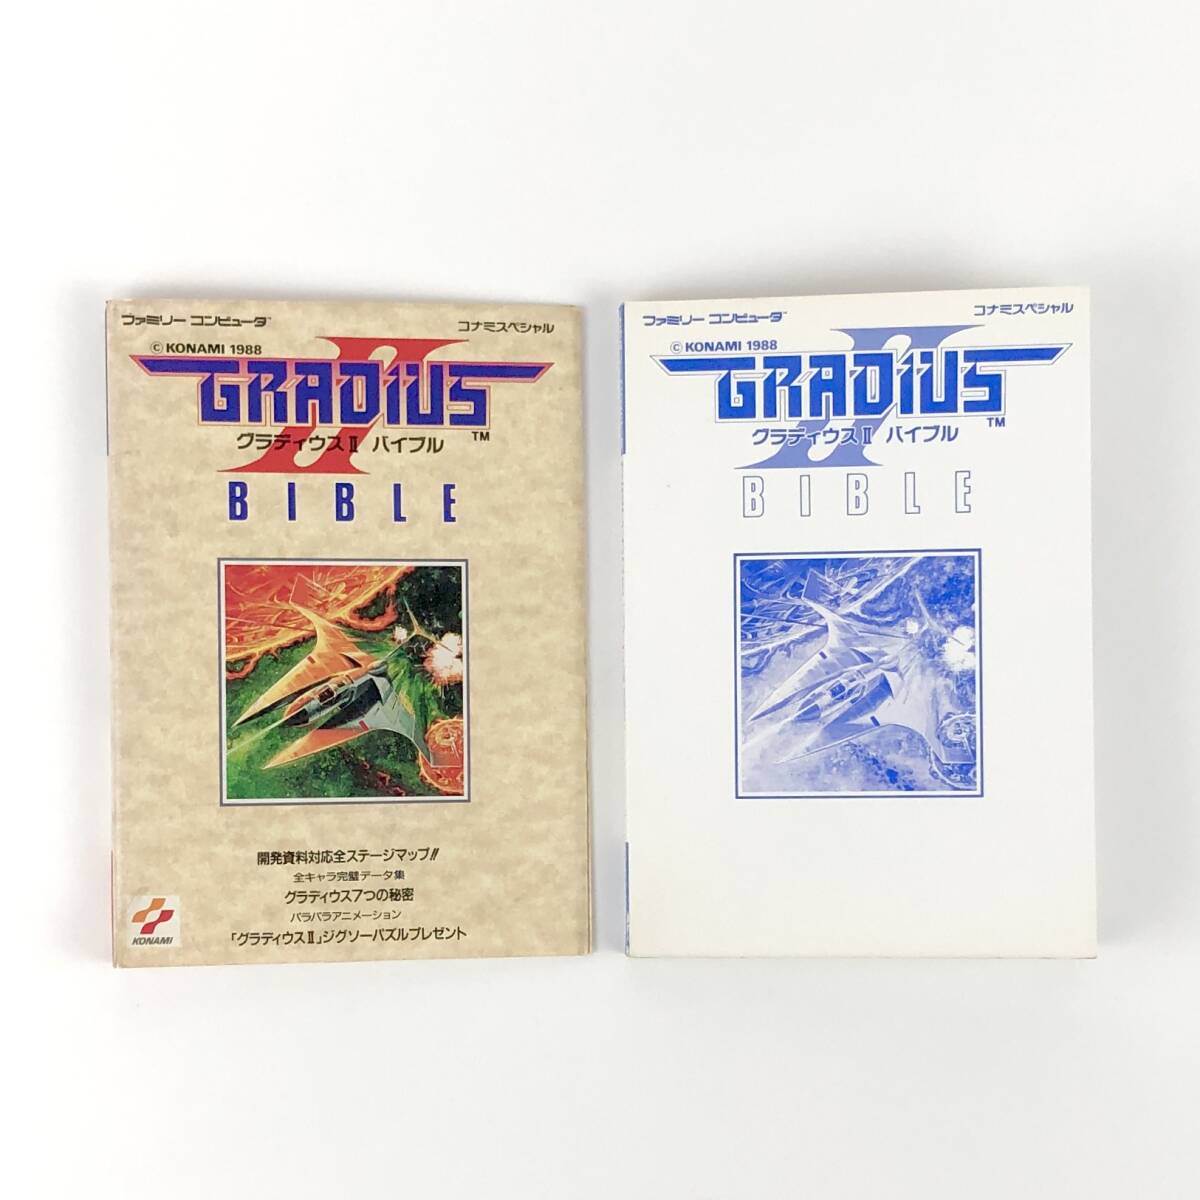 ファミリー コンピュータ™
コナミスペシャル
© KONAMI 1988
GRADIUS II
™
グラディウスII バイブル
BIBLE
開発資料対応全ステージマップ!!
全キャラ完璧データ集
グラディウス7つの秘密
パラパラアニメーション
「グラディウスII」ジグソーパズルプレゼント
KONAMI
ファミリー コンピュータ™
コナミスペシャル
© KONAMI 1988
GRADIUS II
™
グラディウスII バイブル
BIBLE